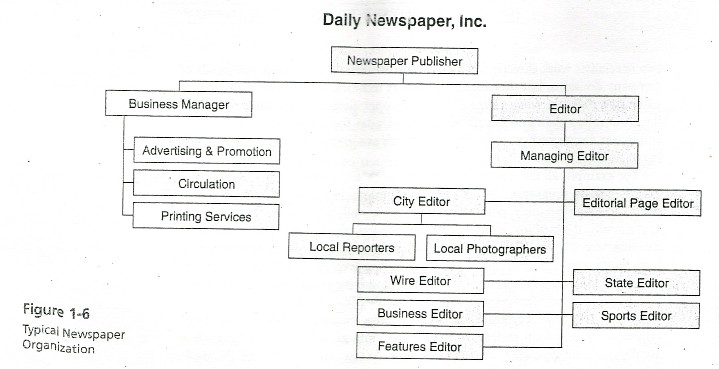 Daily Newspaper, Inc.
Newspaper Publisher
Business Manager
Editor
Advertising & Promotion
Managing Editor
Circulation
City Editor
Editorial Page Editor
Printing Services
Local Reporters
Local Photographers
Wire Editor
State Editor
Business Editor
Sports Editor
Features Editor
Figure 1-6
Typical Newspaper
Organization